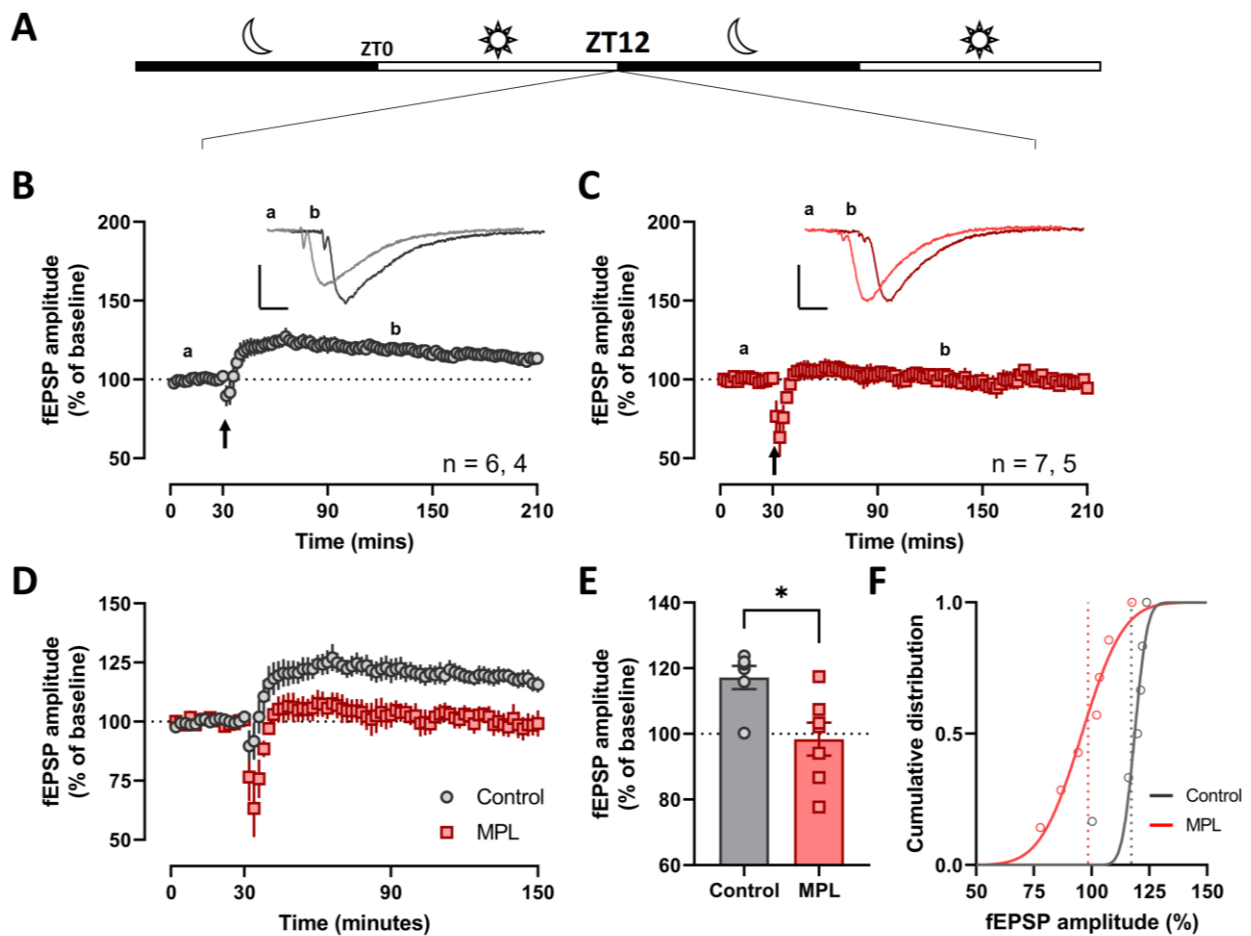 A
ZT0
ZT12
B
fEPSP amplitude
(% of baseline)
200
150
100
50
a
b
a
b
n = 6, 4
0
30
90
150
210
Time (mins)
C
fEPSP amplitude
(% of baseline)
200
150
100
50
a
b
a
b
n = 7, 5
0
30
90
150
210
Time (mins)
D
fEPSP amplitude
(% of baseline)
150
125
100
75
50
Control
MPL
0
30
90
150
Time (minutes)
E
fEPSP amplitude
(% of baseline)
140
120
100
80
60
*
Control
MPL
F
Cumulative distribution
1.0
0.5
0.0
Control
MPL
50
75
100
125
150
fEPSP amplitude (%)